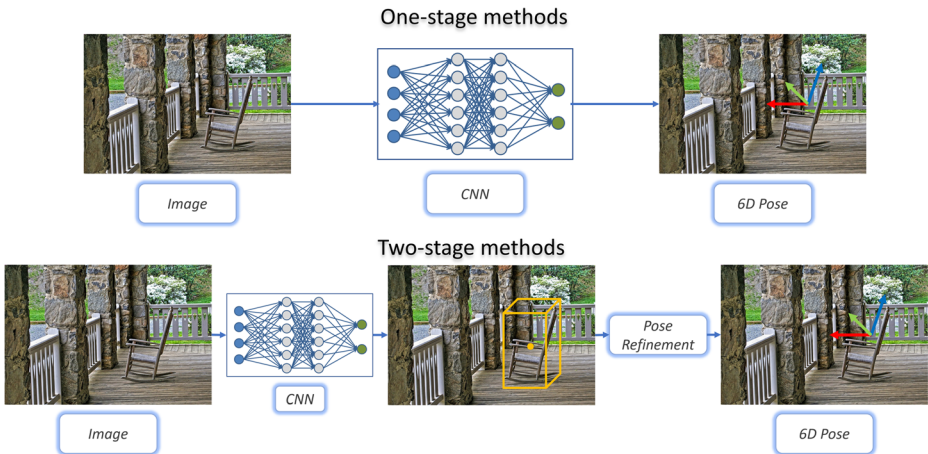 One-stage methods
Image
CNN
6D Pose
Two-stage methods
Pose
Refinement
CNN
Image
6D Pose